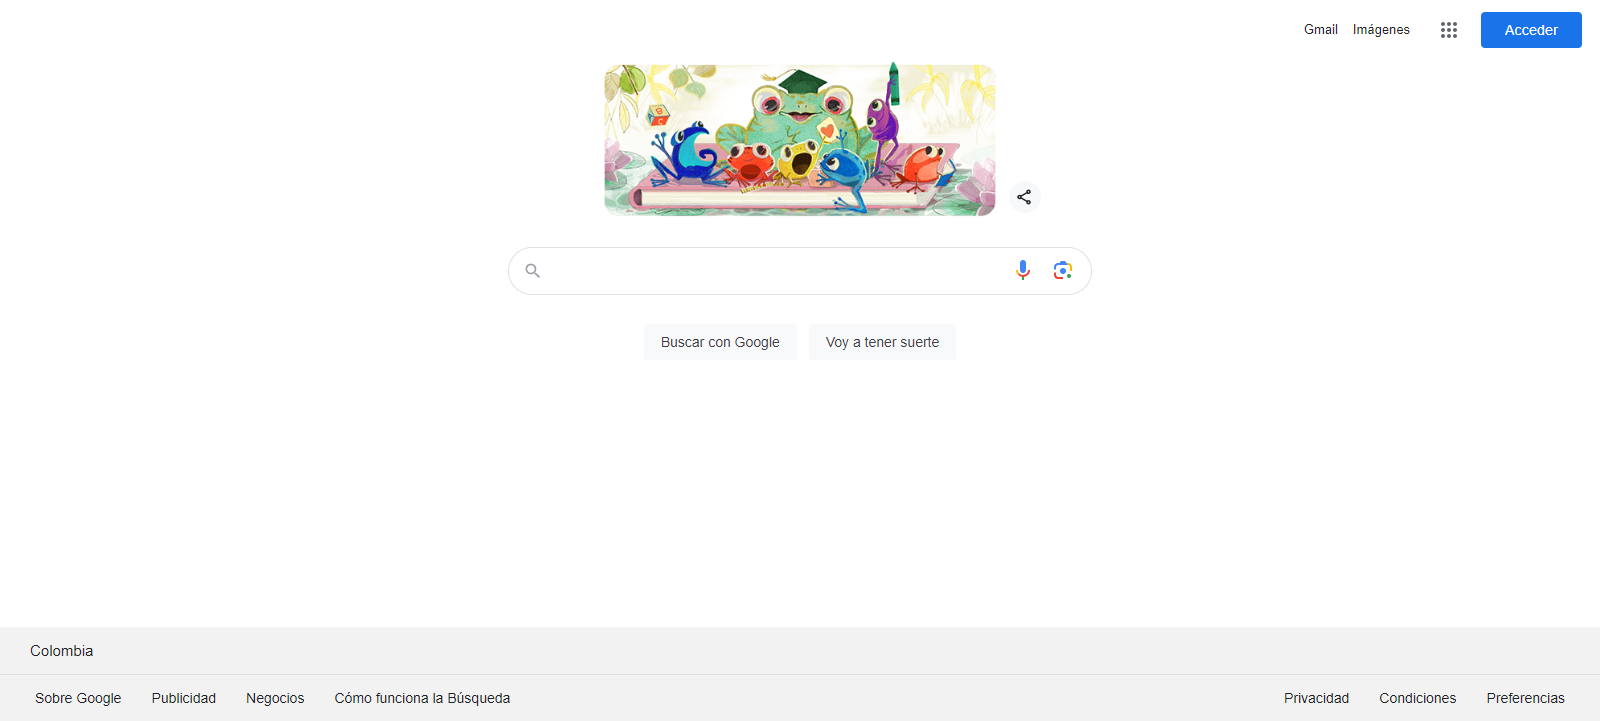 Gmail Imágenes Acceder
B
C
Buscar con Google Voy a tener suerte
Colombia
Sobre Google Publicidad Negocios Cómo funciona la Búsqueda Privacidad Condiciones Preferencias